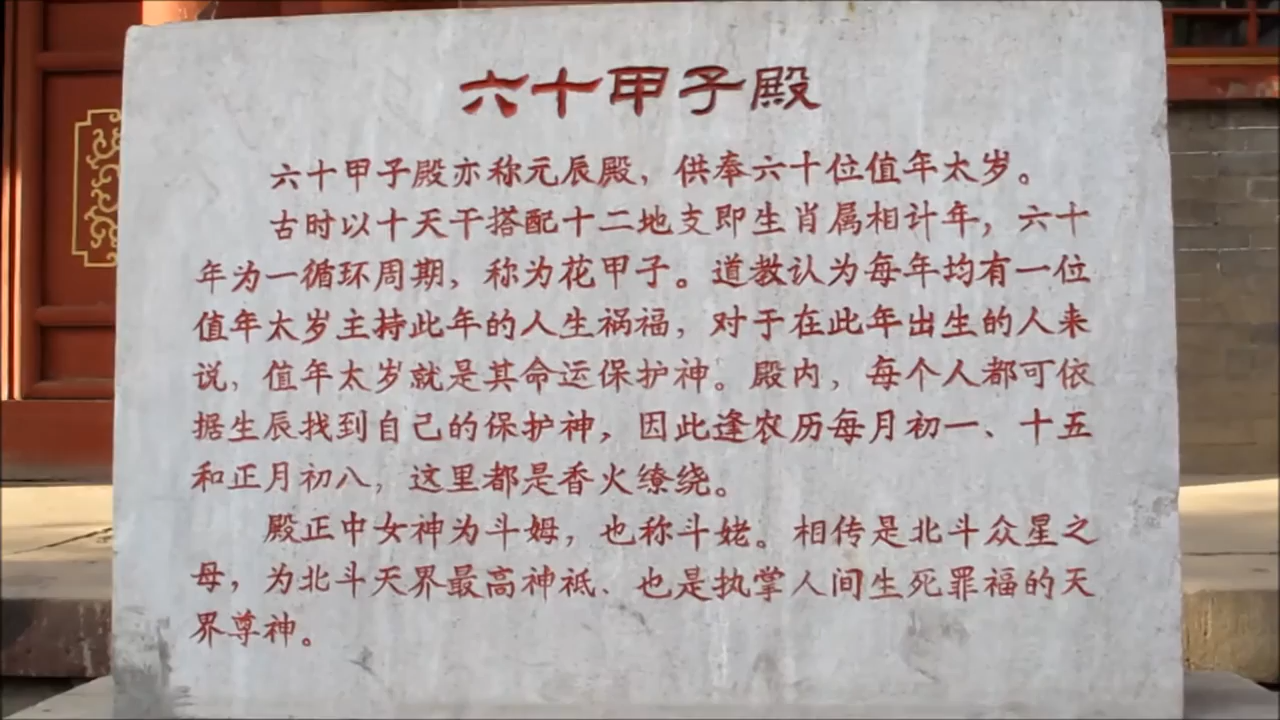 六十甲子殿
六十甲子殿亦称元辰殿，供奉六十位值年太岁。
古时以十天干搭配十二地支即生肖属相计年，六十
年为一循环周期，称为花甲子。道教认为每年均有一位
值年太岁主持此年的人生祸福，对于在此年出生的人来
说，值年太岁就是其命运保护神。殿内，每个人都可依
据生辰找到自己的保护神，因此逢农历每月初一、十五
和正月初八，这里都是香火缭绕。
殿正中女神为斗姆，也称斗姥。相传是北斗众星之
母，为北斗天界最高神祇、也是执掌人间生死罪福的天
界尊神。